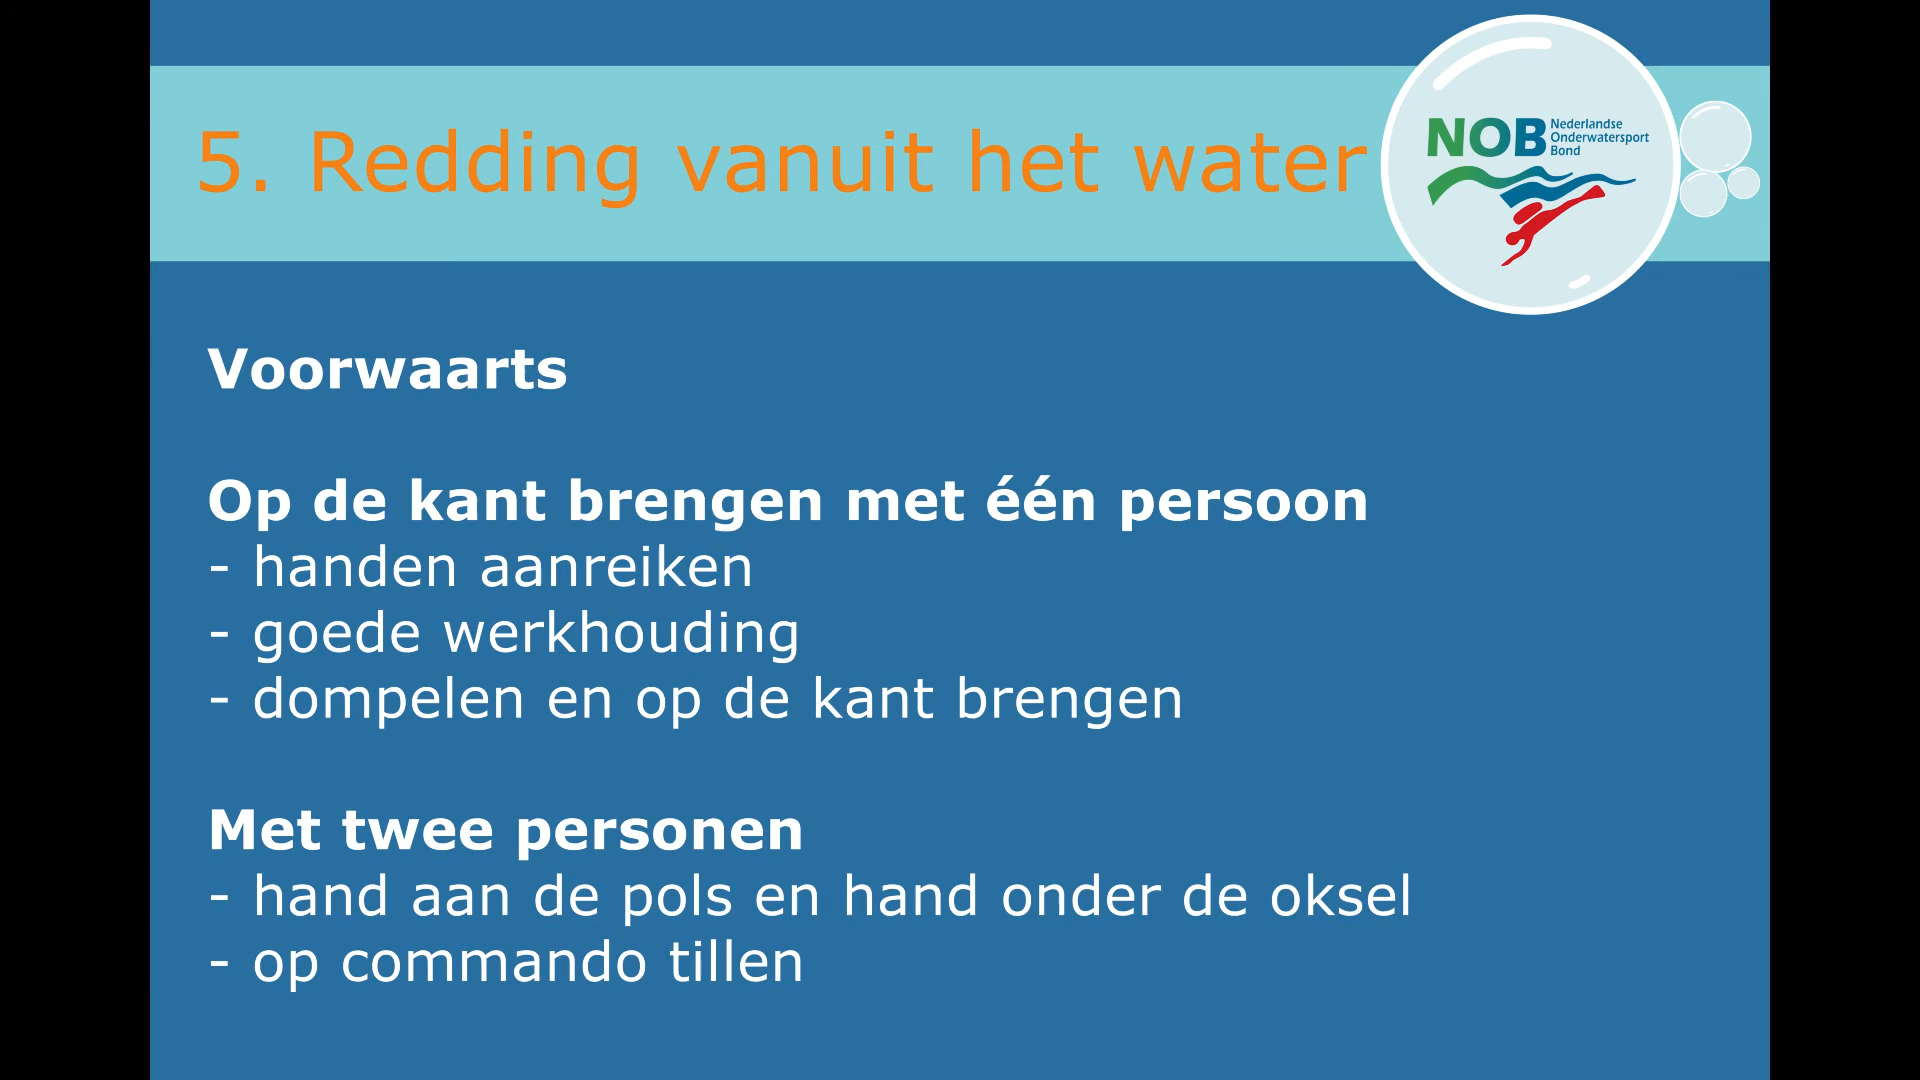 5. Redding vanuit het water
NOB
Nederlandse
Onderwatersport
Bond
Voorwaarts
Op de kant brengen met één persoon
- handen aanreiken
- goede werkhouding
- dompelen en op de kant brengen
Met twee personen
- hand aan de pols en hand onder de oksel
- op commando tillen